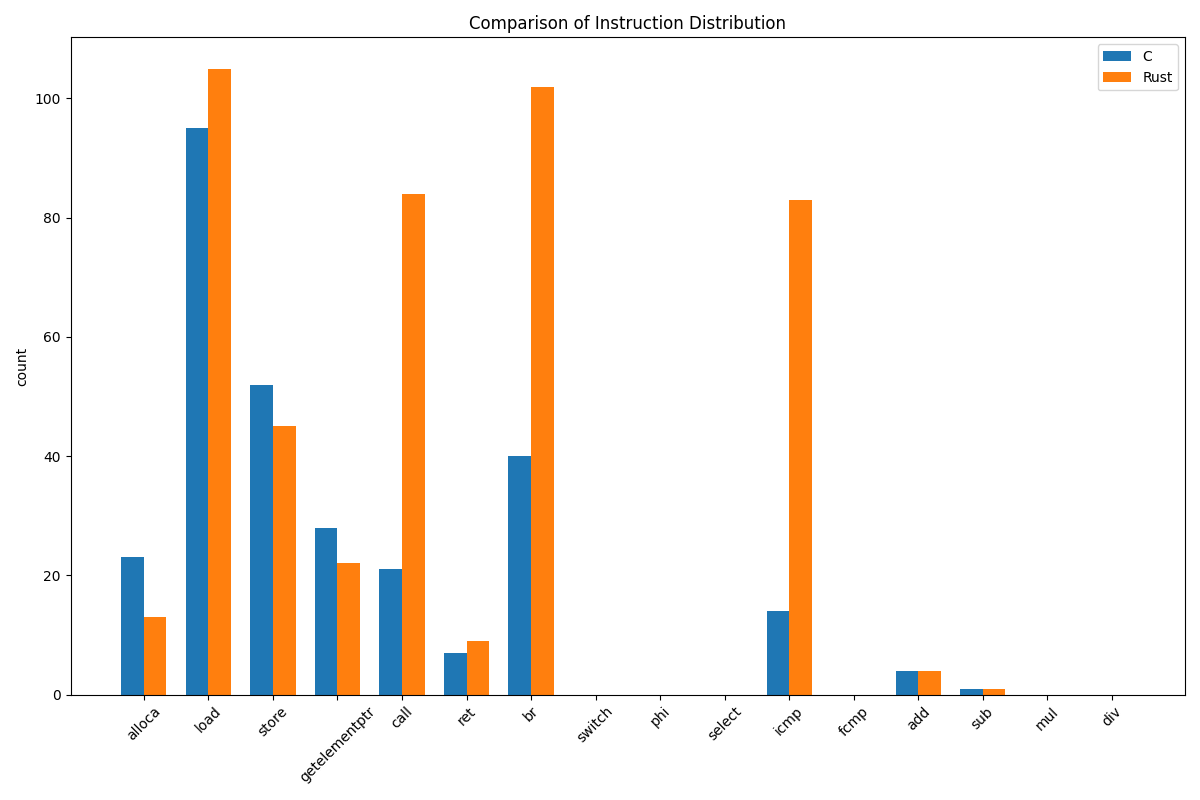 Comparison of Instruction Distribution
C
Rust
count
100
80
60
40
20
0
alloca
load
store
getelementptr
call
ret
br
switch
phi
select
icmp
fcmp
add
sub
mul
div